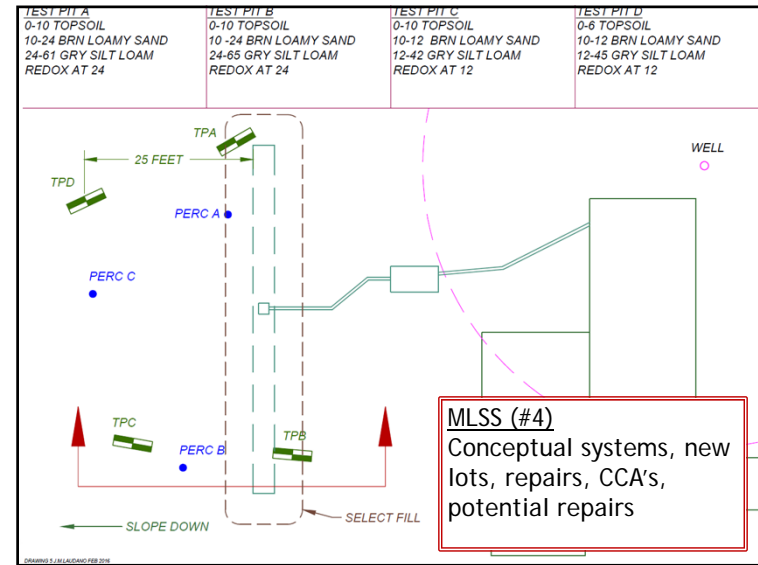 TEST PIT A
0-10 TOPSOIL
10-24 BRN LOAMY SAND
24-61 GRY SILT LOAM
REDOX AT 24
TEST PIT B
0-10 TOPSOIL
10 -24 BRN LOAMY SAND
24-65 GRY SILT LOAM
REDOX AT 24
TEST PIT C
0-10 TOPSOIL
10-12 BRN LOAMY SAND
12-42 GRY SILT LOAM
REDOX AT 12
TEST PIT D
0-6 TOPSOIL
10-12 BRN LOAMY SAND
12-45 GRY SILT LOAM
REDOX AT 12
TPA
25 FEET
WELL
TPD
PERC A
PERC C
TPC
PERC B
TPB
SELECT FILL
SLOPE DOWN
MLSS (#4)
Conceptual systems, new
lots, repairs, CCA's,
potential repairs
DRAWING 5 J.M.LAUDANO FEB 2016